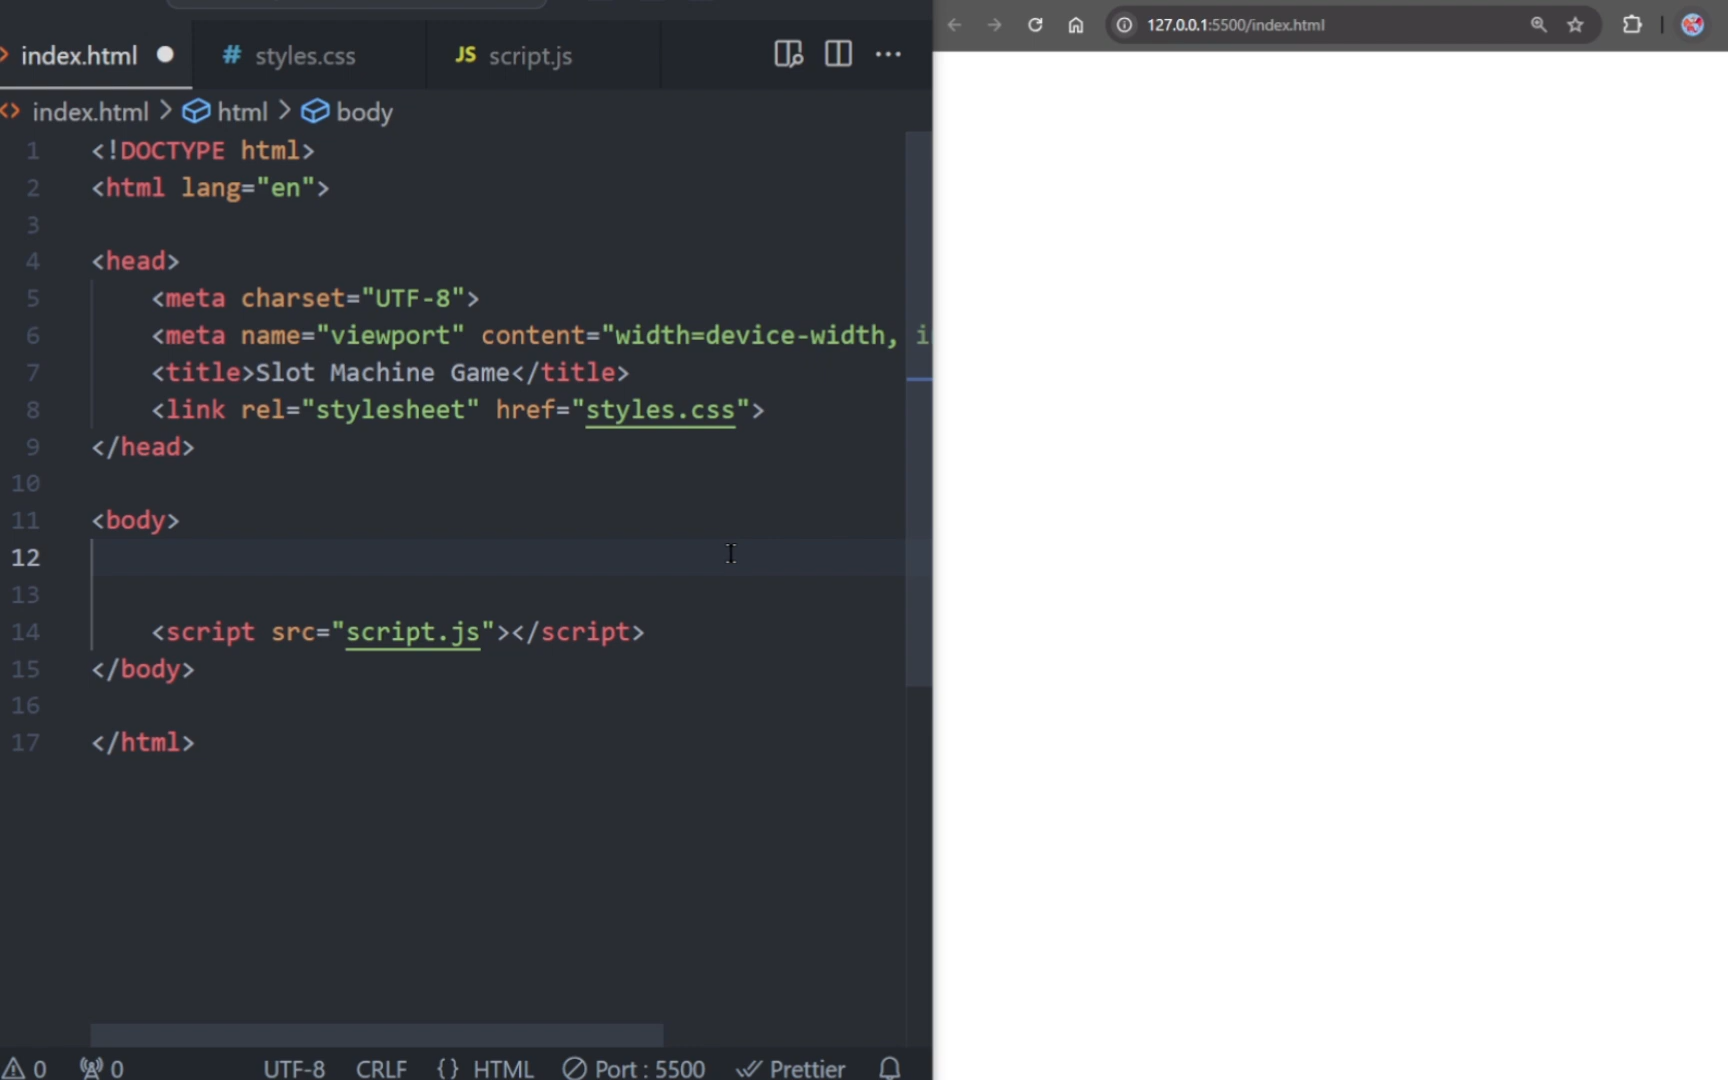 index.html
# styles.css
JS script.js
127.0.0.1:5500/index.html
index.html > html > body
1 <!DOCTYPE html>
2 <html lang="en">
3
4 <head>
5 <meta charset="UTF-8">
6 <meta name="viewport" content="width=device-width,
7 <title>Slot Machine Game</title>
8 <link rel="stylesheet" href="styles.css">
9 </head>
10
11 <body>
12
13
14 <script src="script.js"></script>
15 </body>
16
17 </html>
0 0 UTF-8 CRLF {} HTML Port : 5500 Prettier